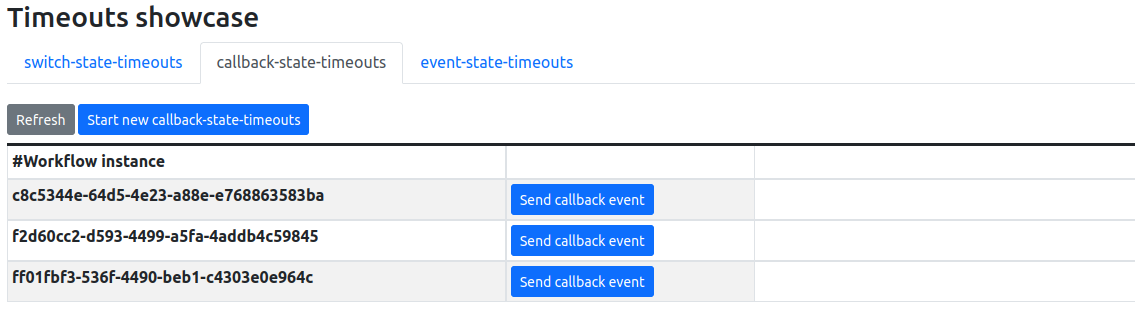 Timeouts showcase
switch-state-timeouts callback-state-timeouts event-state-timeouts
Refresh Start new callback-state-timeouts
#Workflow instance
c8c5344e-64d5-4e23-a88e-e768863583ba Send callback event
f2d60cc2-d593-4499-a5fa-4addb4c59845 Send callback event
ff01fbf3-536f-4490-beb1-c4303e0e964c Send callback event